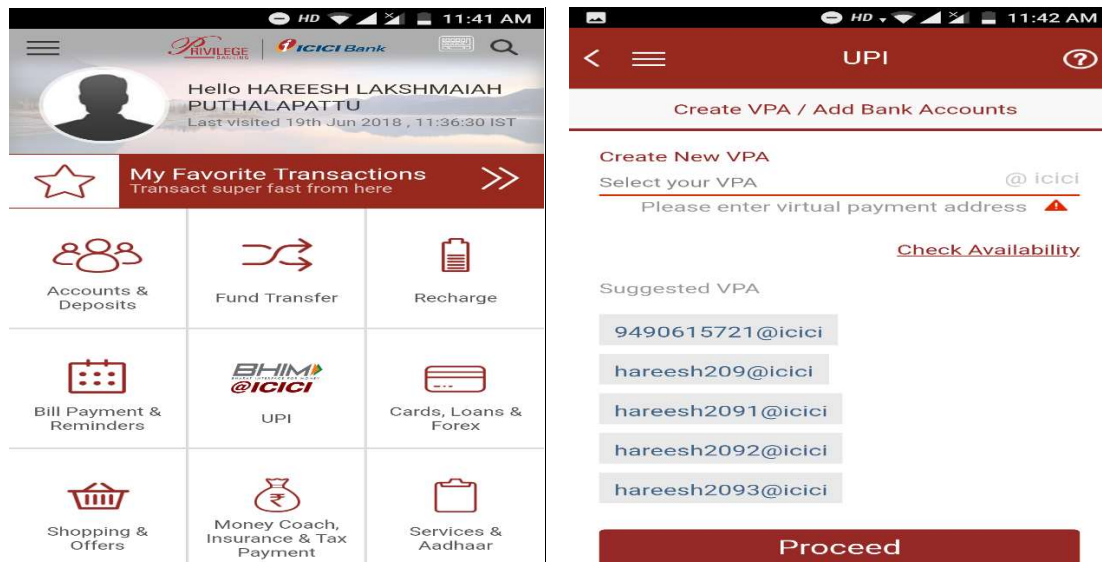 HD 11:41 AM
PRIVILEGE BANKING ICICI Bank
Hello HAREESH LAKSHMAIAH
PUTHALAPATTU
Last visited 19th Jun 2018 , 11:36:30 IST
My Favorite Transactions
Transact super fast from here
Accounts &
Deposits
Fund Transfer
Recharge
Bill Payment &
Reminders
BHIM
@ICICI
UPI
Cards, Loans &
Forex
Shopping &
Offers
₹
Money Coach,
Insurance & Tax
Payment
Services &
Aadhaar
HD 11:42 AM
UPI
Create VPA / Add Bank Accounts
Create New VPA
Select your VPA @ icici
Please enter virtual payment address
Check Availability
Suggested VPA
9490615721@icici
hareesh209@icici
hareesh2091@icici
hareesh2092@icici
hareesh2093@icici
Proceed